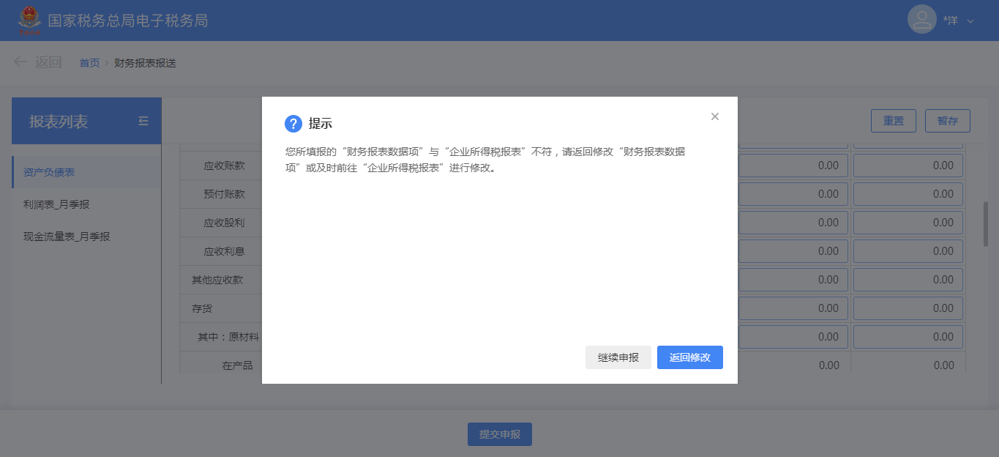 国家税务总局电子税务局
*洋
返回 首页 › 财务报表报送
报表列表
重置 暂存
资产负债表
利润表_月季报
现金流量表_月季报
提示
您所填报的“财务报表数据项”与“企业所得税报表”不符，请返回修改“财务报表数据
项”或及时前往“企业所得税报表”进行修改。
继续申报 返回修改
应收账款 0.00 0.00
预付账款 0.00 0.00
应收股利 0.00 0.00
应收利息 0.00 0.00
其他应收款 0.00 0.00
存货 0.00 0.00
其中：原材料 0.00 0.00
在产品 0.00 0.00
提交申报